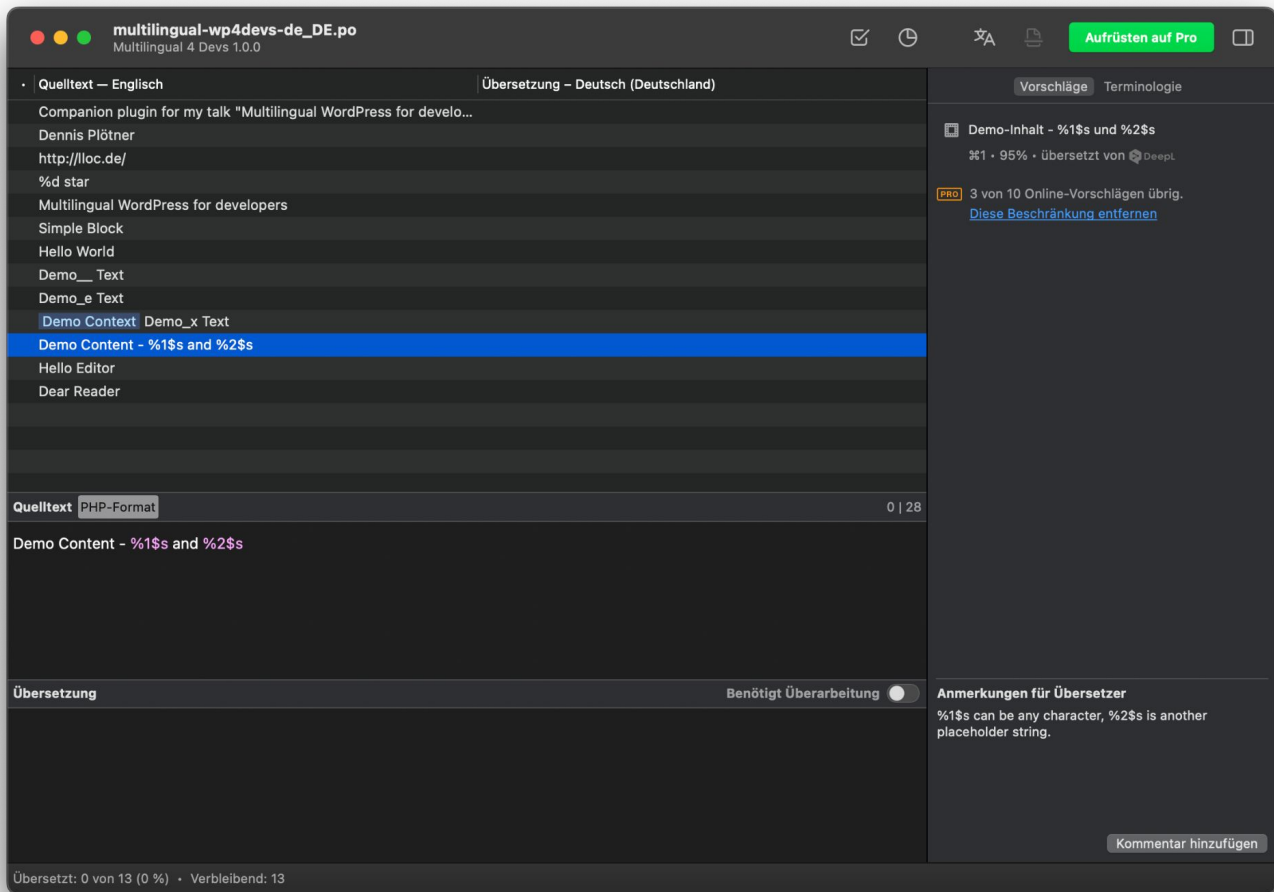 multilingual-wp4devs-de_DE.po
Multilingual 4 Devs 1.0.0
Aufrüsten auf Pro
Quelltext — Englisch
Übersetzung – Deutsch (Deutschland)
Companion plugin for my talk "Multilingual WordPress for develo...
Dennis Plötner
http://lloc.de/
%d star
Multilingual WordPress for developers
Simple Block
Hello World
Demo__ Text
Demo_e Text
Demo Context Demo_x Text
Demo Content - %1$s and %2$s
Hello Editor
Dear Reader
Quelltext PHP-Format
0 | 28
Demo Content - %1$s and %2$s
Übersetzung
Benötigt Überarbeitung
Übersetzt: 0 von 13 (0 %) • Verbleibend: 13
Vorschläge Terminologie
Demo-Inhalt - %1$s und %2$s
⌘1 • 95% • übersetzt von DeepL
PRO 3 von 10 Online-Vorschlägen übrig.
Diese Beschränkung entfernen
Anmerkungen für Übersetzer
%1$s can be any character, %2$s is another
placeholder string.
Kommentar hinzufügen